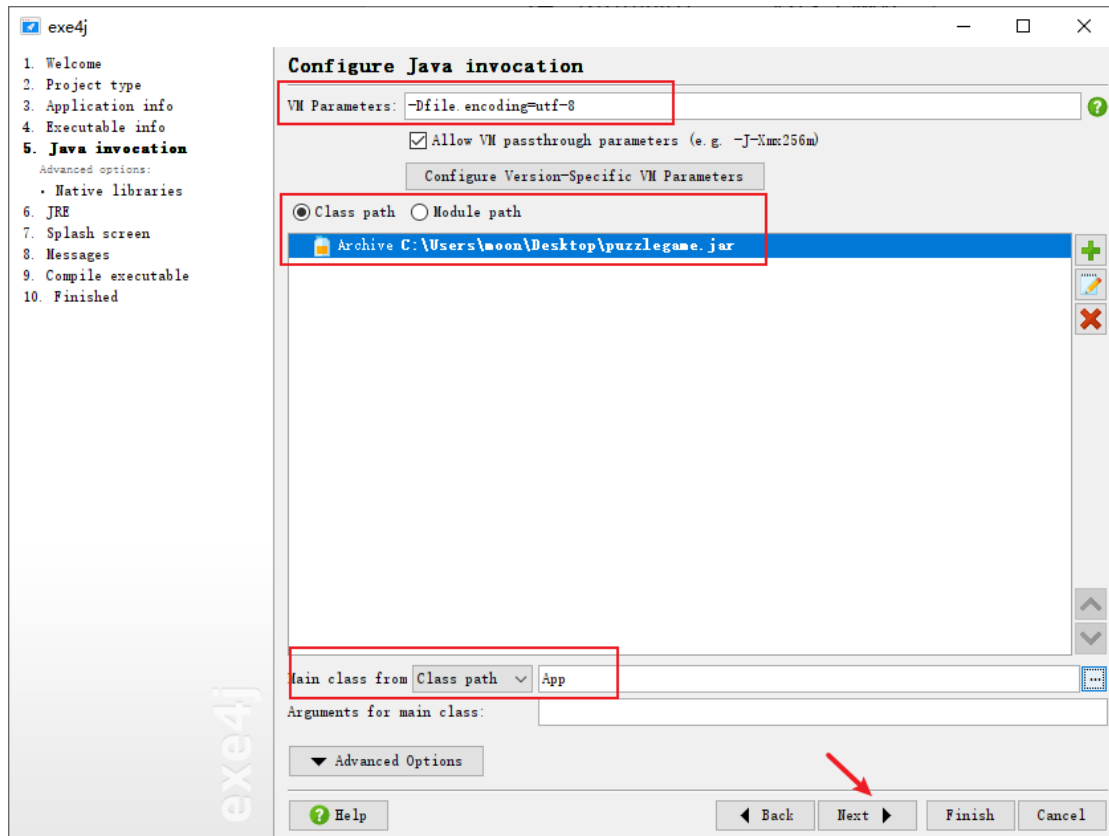 exe4j
1. Welcome
2. Project type
3. Application info
4. Executable info
5. Java invocation
Advanced options:
• Native libraries
6. JRE
7. Splash screen
8. Messages
9. Compile executable
10. Finished
exe4j
Configure Java invocation
VM Parameters: -Dfile.encoding=utf-8
Allow VM passthrough parameters (e.g. -J-Xmx256m)
Configure Version-Specific VM Parameters
Class path Module path
Archive C:\Users\moon\Desktop\puzzlegame.jar
Main class from Class path App ...
Arguments for main class:
Advanced Options
Help Back Next Finish Cancel